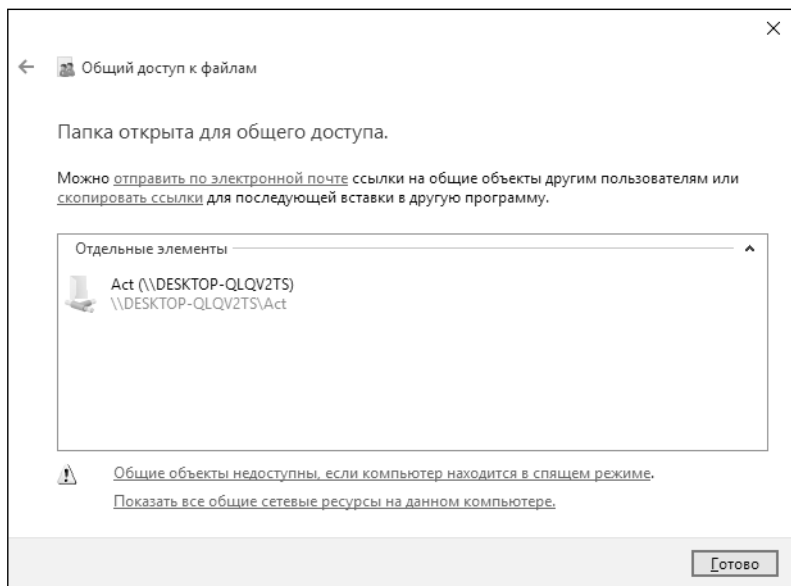 Общий доступ к файлам
Папка открыта для общего доступа.
Можно отправить по электронной почте ссылки на общие объекты другим пользователям или
скопировать ссылки для последующей вставки в другую программу.
Отдельные элементы
Act (\\DESKTOP-QLQV2TS)
\\DESKTOP-QLQV2TS\Act
Общие объекты недоступны, если компьютер находится в спящем режиме.
Показать все общие сетевые ресурсы на данном компьютере.
Готово